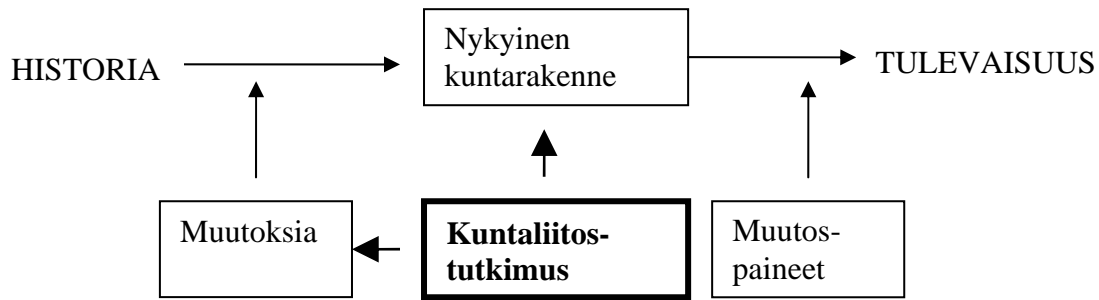 HISTORIA
Nykyinen
kuntarakenne
TULEVAISUUS
Muutoksia
Kuntaliitos-
tutkimus
Muutos-
paineet